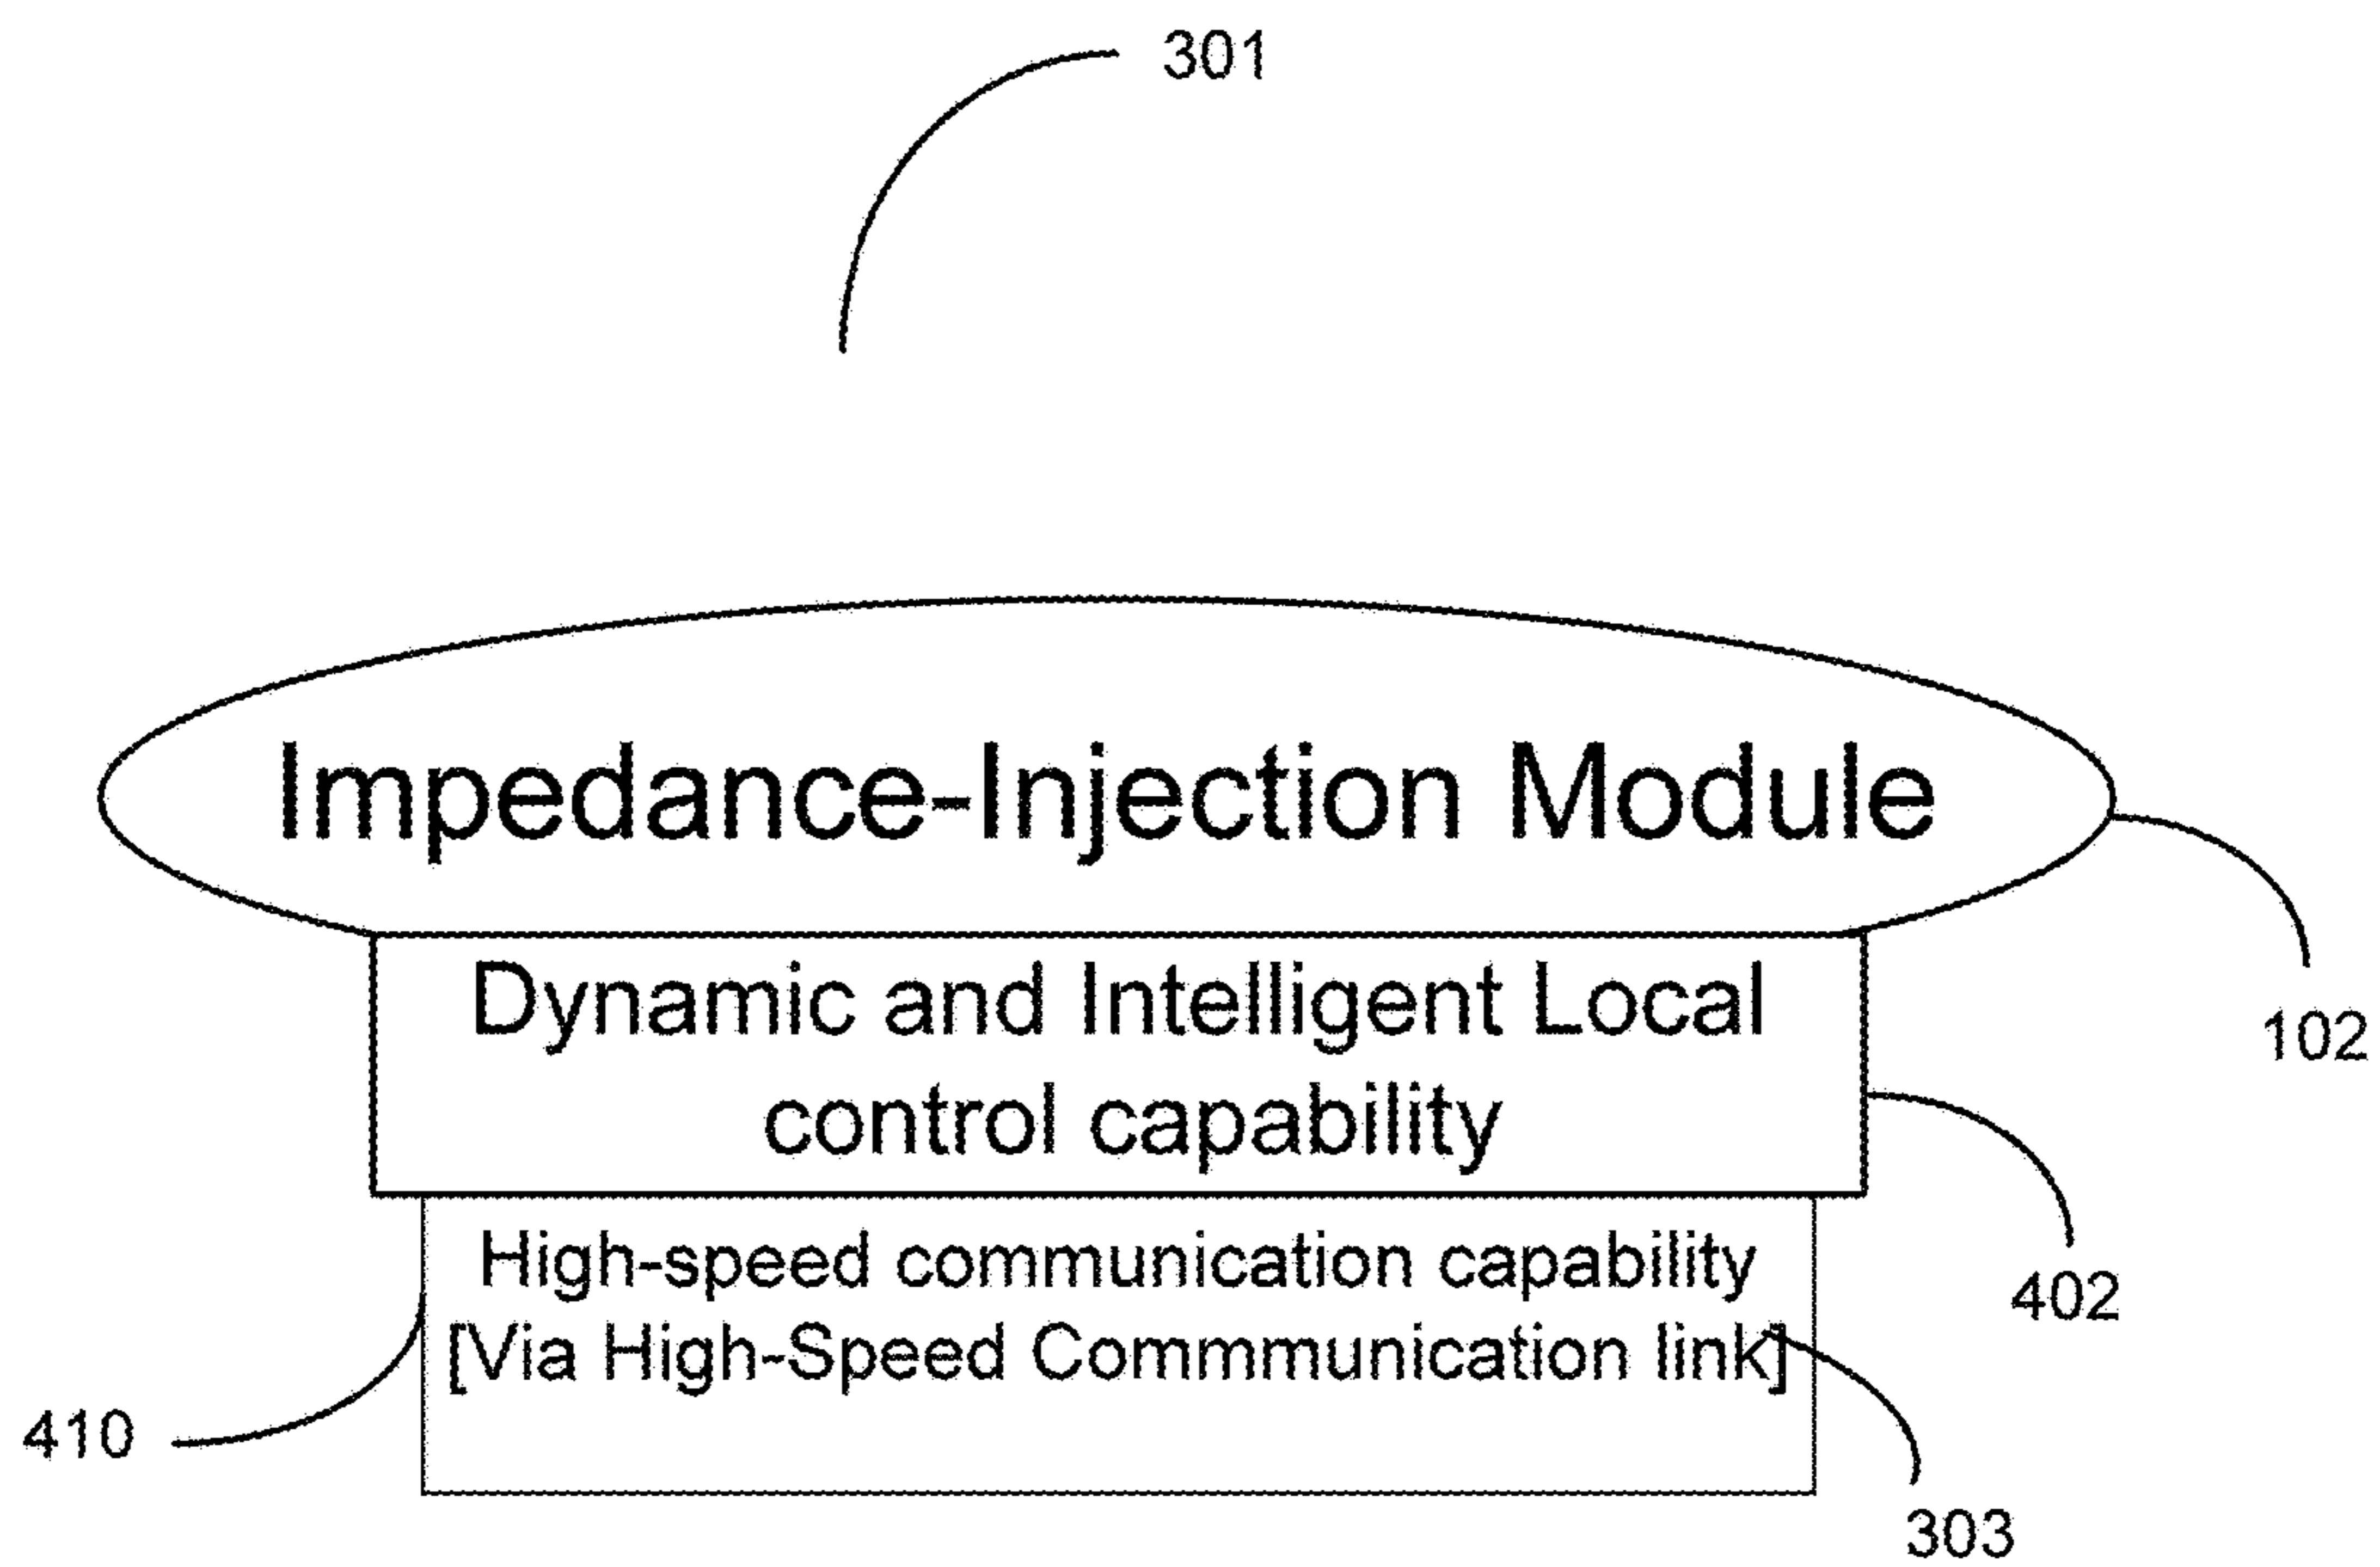 301
Impedance-Injection Module
102
Dynamic and Intelligent Local
control capability
402
High-speed communication capability
[Via High-Speed Commmunication link]
410
303